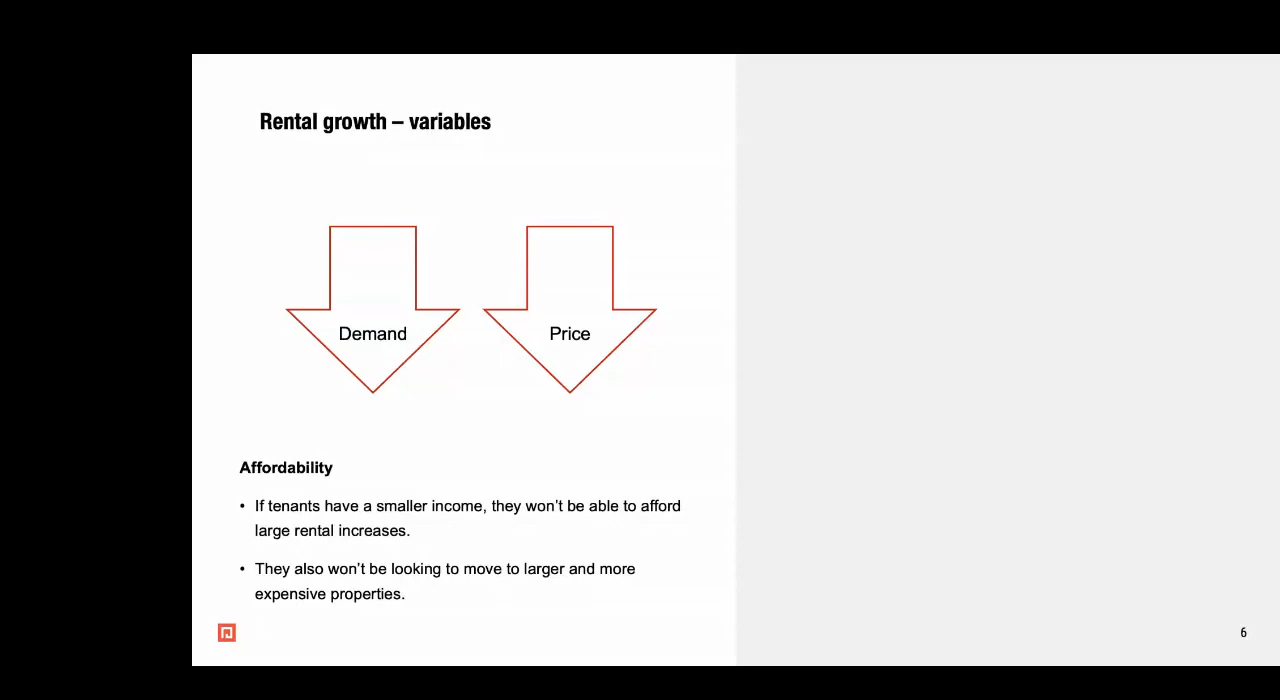 Rental growth – variables
Demand
Price
Affordability
• If tenants have a smaller income, they won’t be able to afford
large rental increases.
• They also won’t be looking to move to larger and more
expensive properties.
6